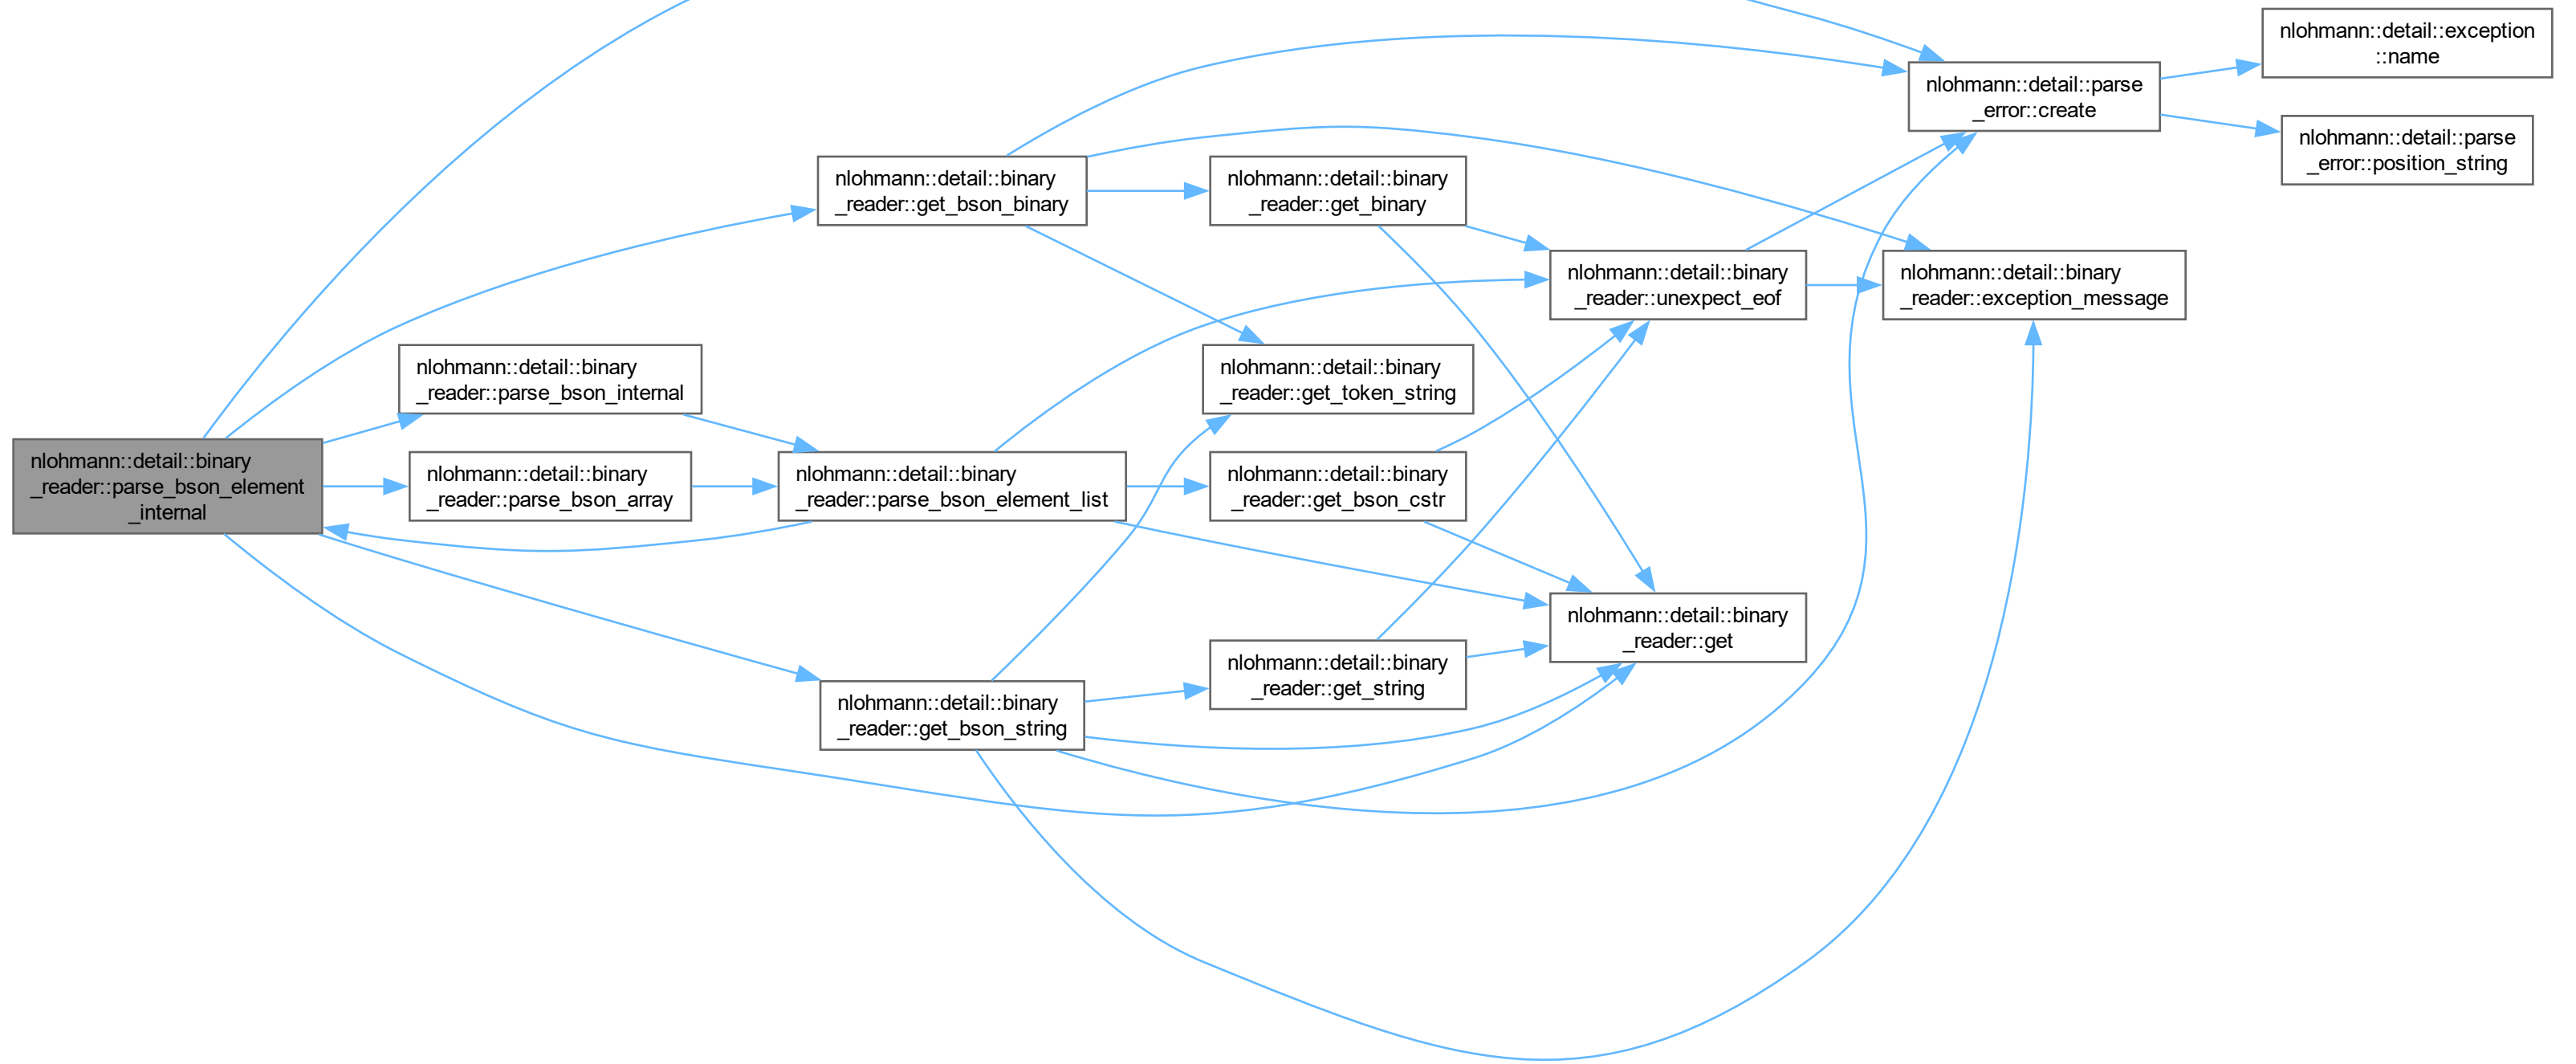 nlohmann::detail::exception
::name
nlohmann::detail::parse
_error::create
nlohmann::detail::parse
_error::position_string
nlohmann::detail::binary
_reader::get_bson_binary
nlohmann::detail::binary
_reader::get_binary
nlohmann::detail::binary
_reader::unexpect_eof
nlohmann::detail::binary
_reader::exception_message
nlohmann::detail::binary
_reader::parse_bson_internal
nlohmann::detail::binary
_reader::get_token_string
nlohmann::detail::binary
_reader::parse_bson_element
_internal
nlohmann::detail::binary
_reader::parse_bson_array
nlohmann::detail::binary
_reader::parse_bson_element_list
nlohmann::detail::binary
_reader::get_bson_cstr
nlohmann::detail::binary
_reader::get
nlohmann::detail::binary
_reader::get_string
nlohmann::detail::binary
_reader::get_bson_string